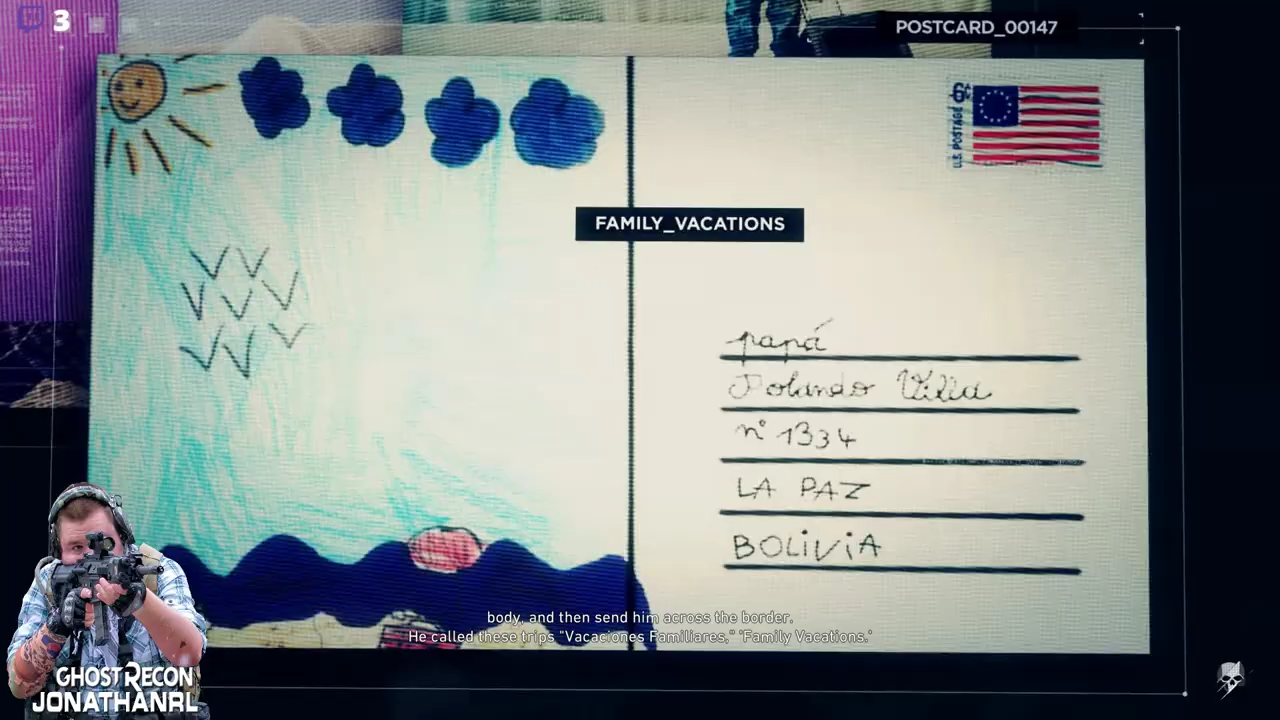 3
POSTCARD_00147
6¢
U.S. POSTAGE
FAMILY_VACATIONS
papá
Rolando Villa
n° 1334
LA PAZ
BOLiViA
body, and then send him across the border.
He called these trips "Vacaciones Familiares," "Family Vacations."
GHOST RECON
JONATHANRL